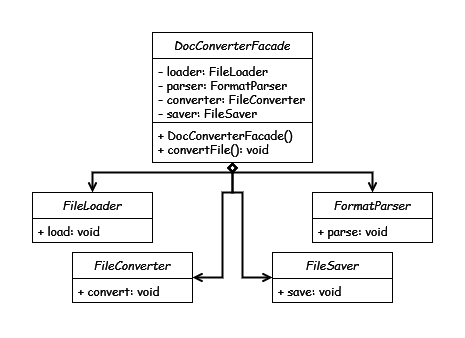 DocConverterFacade
- loader: FileLoader
- parser: FormatParser
- converter: FileConverter
- saver: FileSaver
+ DocConverterFacade()
+ convertFile(): void
FileLoader
+ load: void
FormatParser
+ parse: void
FileConverter
+ convert: void
FileSaver
+ save: void